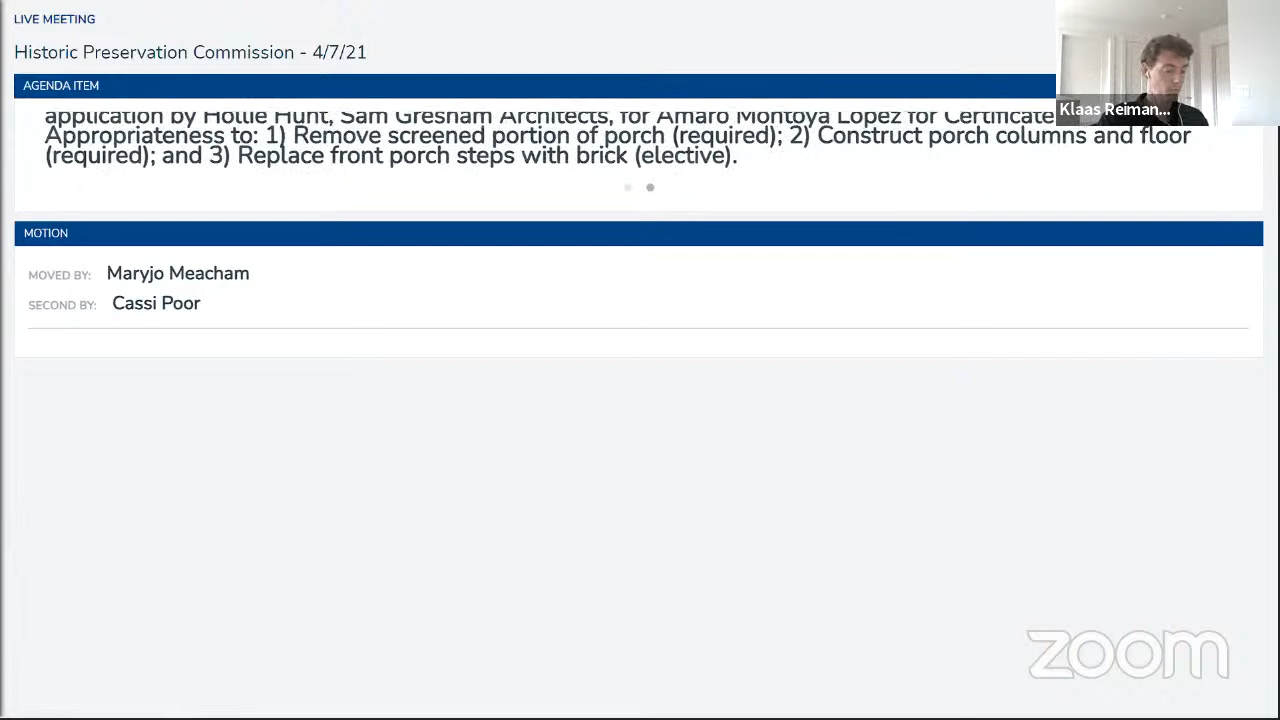 LIVE MEETING
Historic Preservation Commission - 4/7/21
AGENDA ITEM
Klaas Reiman...
application by Hollie Hunt, Sam Gresham Architects, for Amaro Montoya Lopez for Certificate
Appropriateness to: 1) Remove screened portion of porch (required); 2) Construct porch columns and floor
(required); and 3) Replace front porch steps with brick (elective).
MOTION
MOVED BY: Maryjo Meacham
SECOND BY: Cassi Poor
zoom